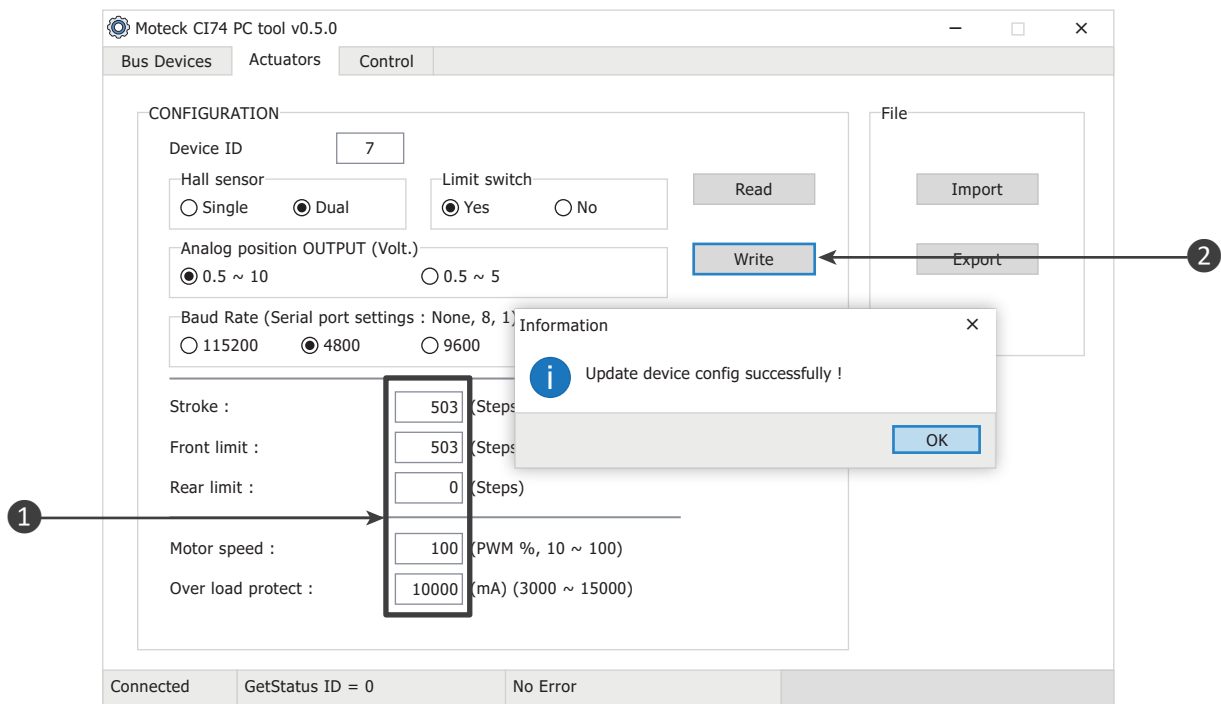 Moteck CI74 PC tool v0.5.0
Bus Devices Actuators Control
CONFIGURATION
File
Device ID 7
Hall sensor
Single Dual
Limit switch
Yes No
Read
Import
Analog position OUTPUT (Volt.)
0.5 ~ 10 0.5 ~ 5
Write
Export
2
Baud Rate (Serial port settings : None, 8, 1)
115200 4800 9600
Information
Update device config successfully !
OK
Stroke : 503 (Steps
Front limit : 503 (Steps
Rear limit : 0 (Steps)
1
Motor speed : 100 (PWM %, 10 ~ 100)
Over load protect : 10000 (mA) (3000 ~ 15000)
Connected GetStatus ID = 0 No Error